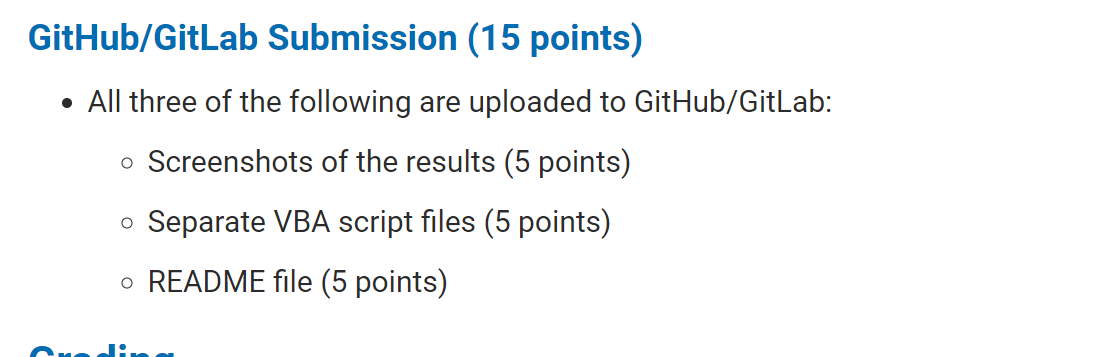 GitHub/GitLab Submission (15 points)
All three of the following are uploaded to GitHub/GitLab:
Screenshots of the results (5 points)
Separate VBA script files (5 points)
README file (5 points)
Grading